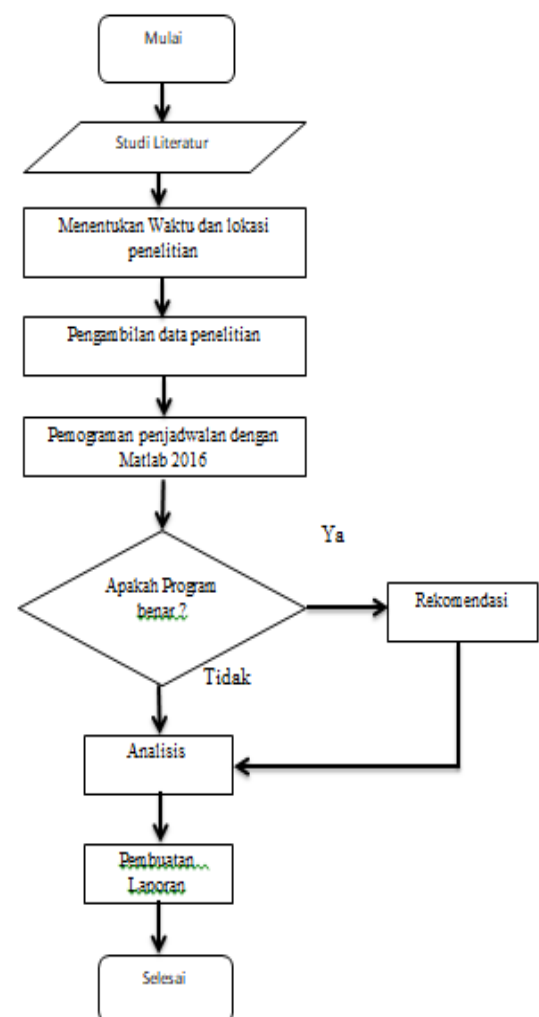 Mulai
Studi Literatur
Menentukan Waktu dan lokasi
penelitian
Pengambilan data penelitian
Pemograman penjadwalan dengan
Matlab 2016
Ya
Apakah Program
benar ?
Rekomendasi
Tidak
Analisis
Pembuatan
Laporan
Selesai